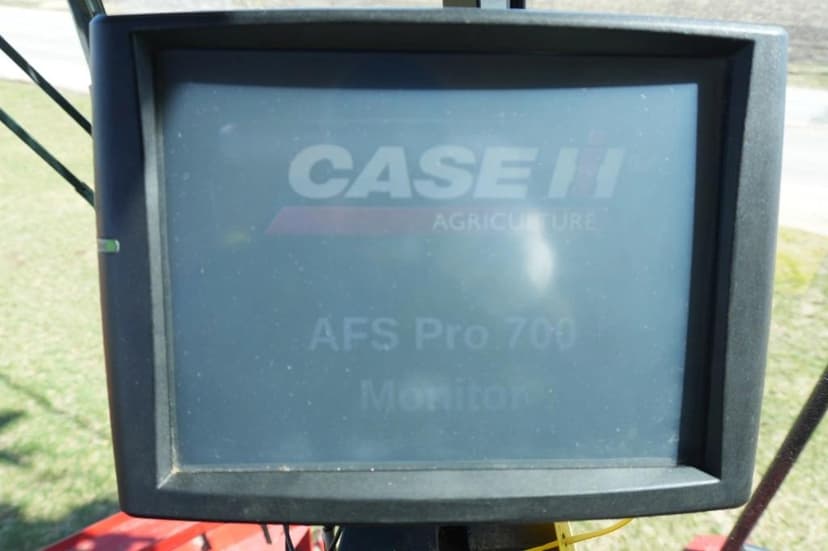 CASE IH
AGRICULTURE
AFS Pro 700
Monitor